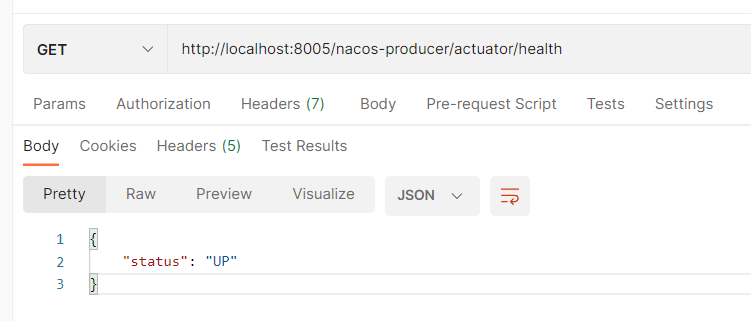 GET http://localhost:8005/nacos-producer/actuator/health
Params Authorization Headers (7) Body Pre-request Script Tests Settings
Body Cookies Headers (5) Test Results
Pretty Raw Preview Visualize JSON
1 {
2 "status": "UP"
3 }